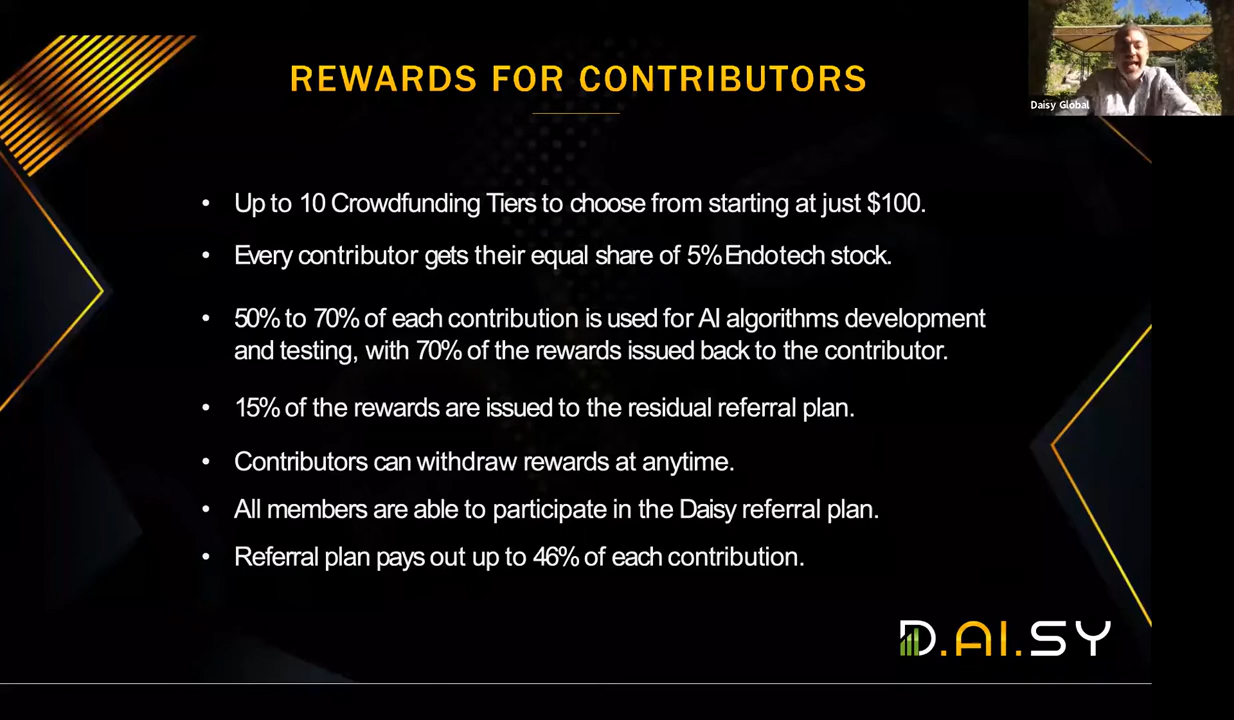 REWARDS FOR CONTRIBUTORS
Daisy Global
• Up to 10 Crowdfunding Tiers to choose from starting at just $100.
• Every contributor gets their equal share of 5% Endotech stock.
• 50% to 70% of each contribution is used for AI algorithms development
and testing, with 70% of the rewards issued back to the contributor.
• 15% of the rewards are issued to the residual referral plan.
• Contributors can withdraw rewards at anytime.
• All members are able to participate in the Daisy referral plan.
• Referral plan pays out up to 46% of each contribution.
D.AI.SY